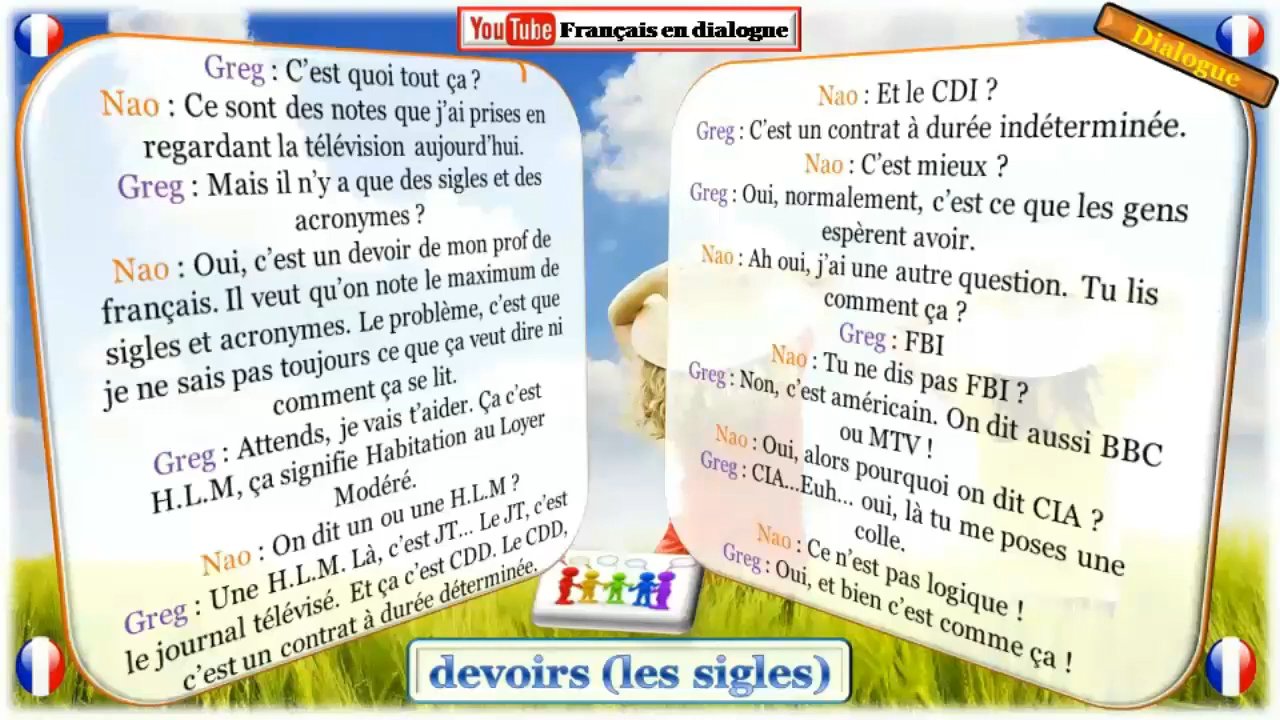 YouTube Français en dialogue
Dialogue
Greg : C'est quoi tout ça ?
Nao : Ce sont des notes que j'ai prises en
regardant la télévision aujourd'hui.
Greg : Mais il n'y a que des sigles et des
acronymes ?
Nao : Oui, c'est un devoir de mon prof de
français. Il veut qu'on note le maximum de
sigles et acronymes. Le problème, c'est que
je ne sais pas toujours ce que ça veut dire ni
comment ça se lit.
Greg : Attends, je vais t'aider. Ça c'est
H.L.M, ça signifie Habitation au Loyer
Modéré.
Nao : On dit un ou une H.L.M ?
Greg : Une H.L.M. Là, c'est JT... Le JT, c'est
le journal télévisé. Et ça c'est CDD. Le CDD,
c'est un contrat à durée déterminée.
Nao : Et le CDI ?
Greg : C'est un contrat à durée indéterminée.
Nao : C'est mieux ?
Greg : Oui, normalement, c'est ce que les gens
espèrent avoir.
Nao : Ah oui, j'ai une autre question. Tu lis
comment ça ?
Greg : FBI
Nao : Tu ne dis pas FBI ?
Greg : Non, c'est américain. On dit aussi BBC
ou MTV !
Nao : Oui, alors pourquoi on dit CIA ?
Greg : CIA...Euh... oui, là tu me poses une
colle.
Nao : Ce n'est pas logique !
Greg : Oui, et bien c'est comme ça !
devoirs (les sigles)